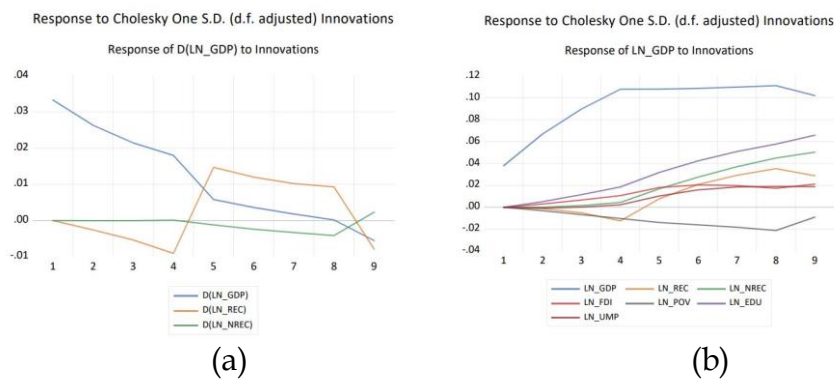 Response to Cholesky One S.D. (d.f. adjusted) Innovations
Response of D(LN_GDP) to Innovations
.04
.03
.02
.01
.00
-.01
1 2 3 4 5 6 7 8 9
D(LN_GDP)
D(LN_REC)
D(LN_NREC)
(a)
Response to Cholesky One S.D. (d.f. adjusted) Innovations
Response of LN_GDP to Innovations
.12
.10
.08
.06
.04
.02
.00
-.02
-.04
1 2 3 4 5 6 7 8 9
LN_GDP LN_REC LN_NREC
LN_FDI LN_POV LN_EDU
LN_UMP
(b)